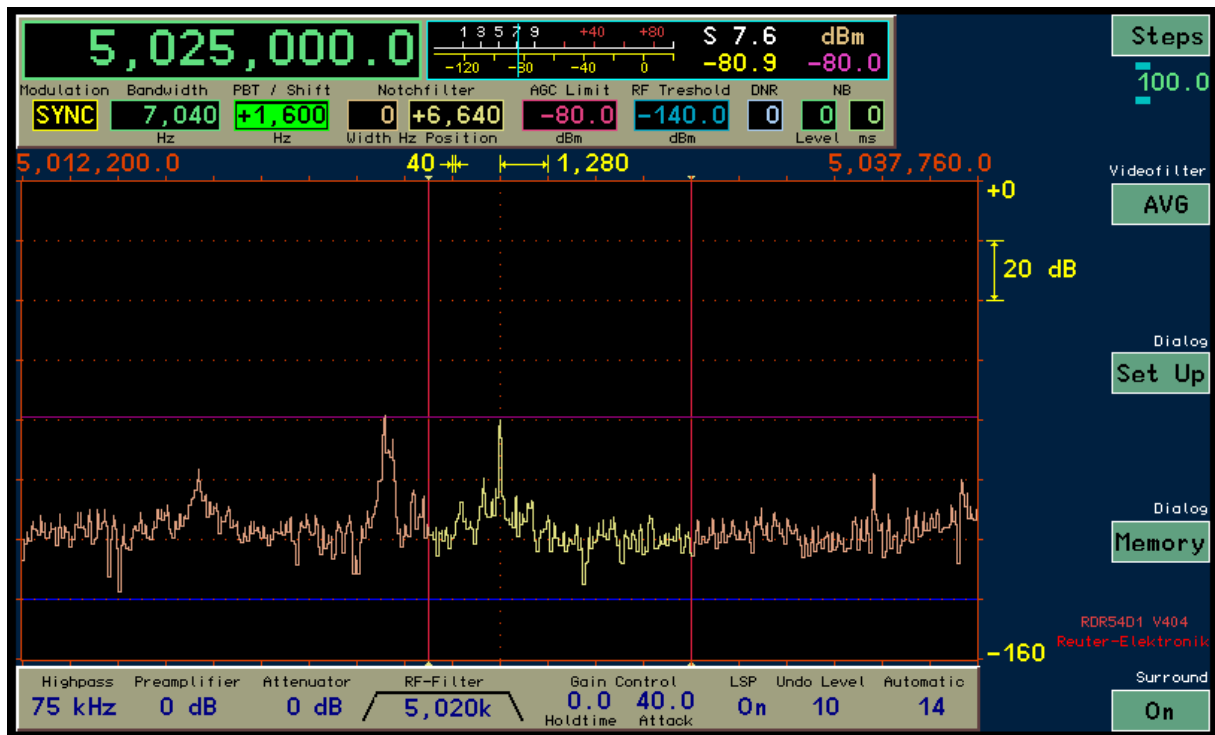 5,025,000.0
1 3 5 7 9 +40 +80 S 7.6 dBm
-120 -80 -40 0 -80.9 -80.0
Modulation Bandwidth PBT / Shift Notchfilter AGC Limit RF Treshold DNR NB
SYNC 7,040 +1,600 0 +6,640 -80.0 -140.0 0 0 0
Hz Hz Width Hz Position dBm dBm Level ms
Steps
100.0
5,012,200.0 40 1,280 5,037,760.0
+0
20 dB
-160
Videofilter
AVG
Dialog
Set Up
Dialog
Memory
RDR54D1 V404
Reuter-Elektronik
Surround
On
Highpass Preamplifier Attenuator RF-Filter Gain Control LSP Undo Level Automatic
75 kHz 0 dB 0 dB 5,020k 0.0 40.0 On 10 14
Holdtime Attack